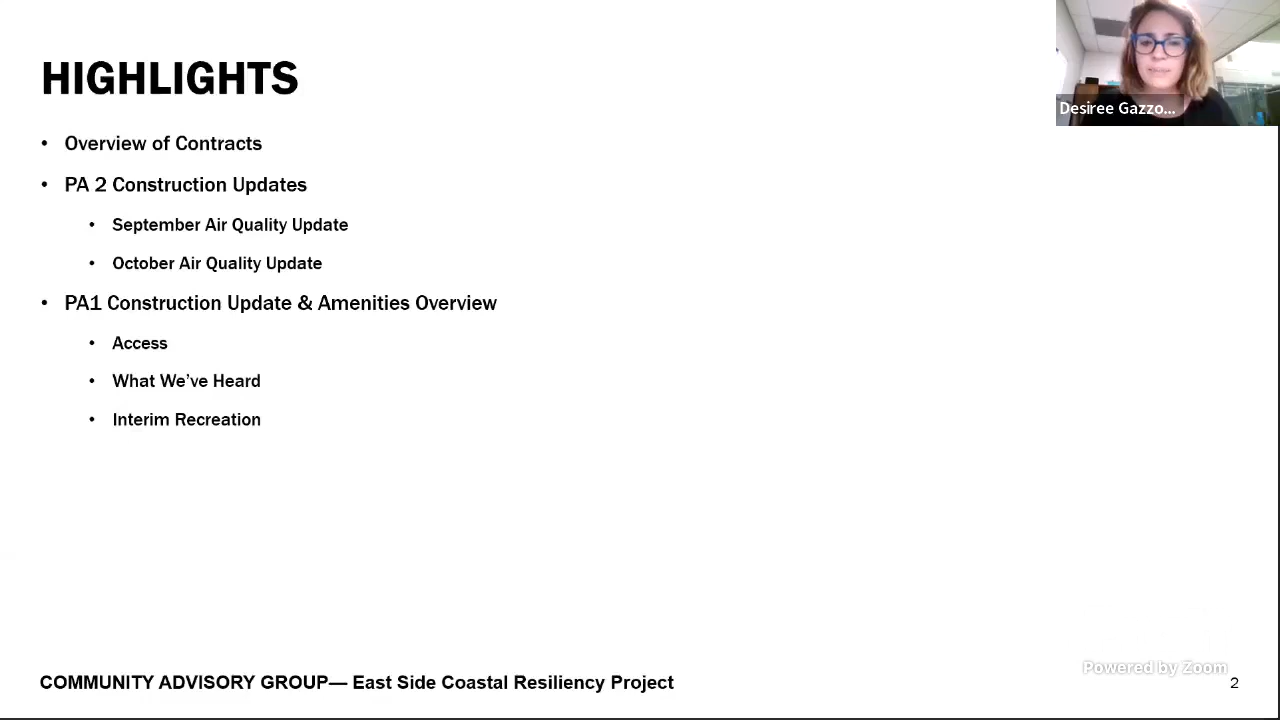 HIGHLIGHTS
Desiree Gazzo...
• Overview of Contracts
• PA 2 Construction Updates
• September Air Quality Update
• October Air Quality Update
• PA1 Construction Update & Amenities Overview
• Access
• What We've Heard
• Interim Recreation
Powered by Zoom
COMMUNITY ADVISORY GROUP— East Side Coastal Resiliency Project
2